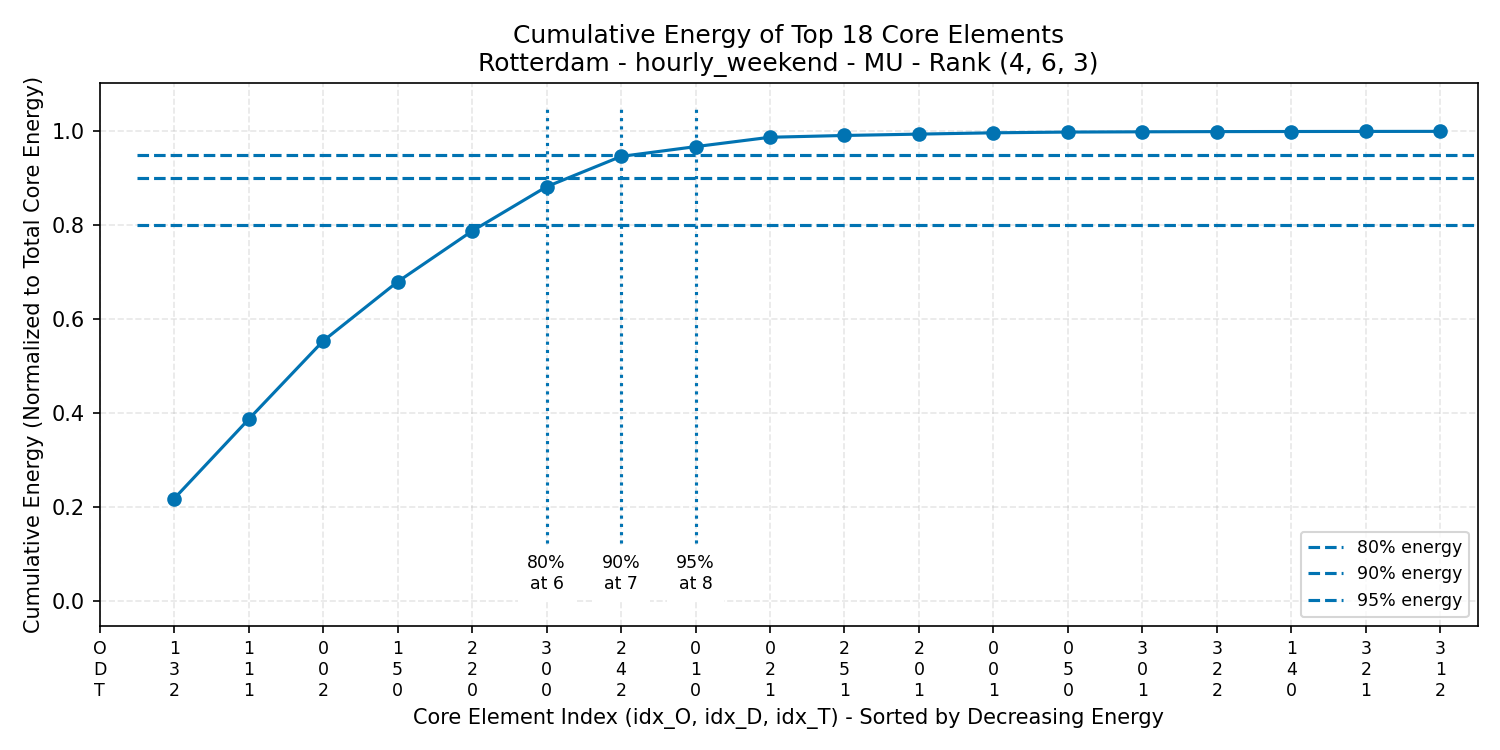 Cumulative Energy of Top 18 Core Elements
Rotterdam - hourly_weekend - MU - Rank (4, 6, 3)
Cumulative Energy (Normalized to Total Core Energy)
1.0
0.8
0.6
0.4
0.2
0.0
80% at 6
90% at 7
95% at 8
80% energy
90% energy
95% energy
O 1 1 0 1 2 3 2 0 0 2 2 0 0 3 3 1 3 3
D 3 1 0 5 2 0 4 1 2 5 0 0 5 0 2 4 2 1
T 2 1 2 0 0 0 2 0 1 1 1 1 0 1 2 0 1 2
Core Element Index (idx_O, idx_D, idx_T) - Sorted by Decreasing Energy